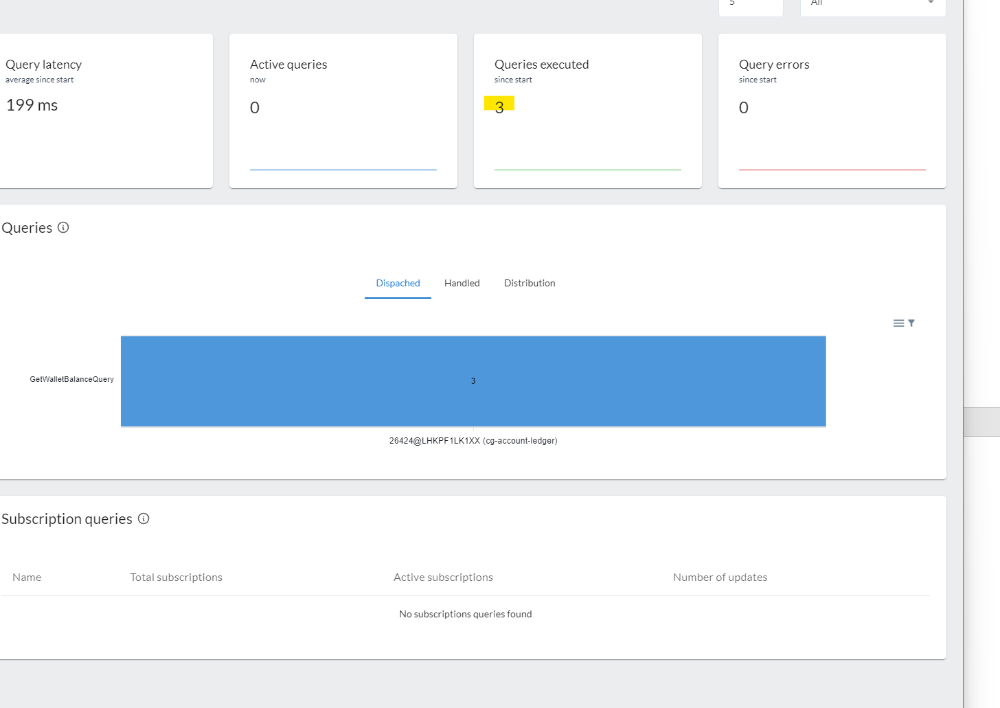 5
All
Query latency
average since start
199 ms
Active queries
now
0
Queries executed
since start
3
Query errors
since start
0
Queries
Dispached
Handled
Distribution
GetWalletBalanceQuery
3
26424@LHKPF1LK1XX (cg-account-ledger)
Subscription queries
Name
Total subscriptions
Active subscriptions
Number of updates
No subscriptions queries found